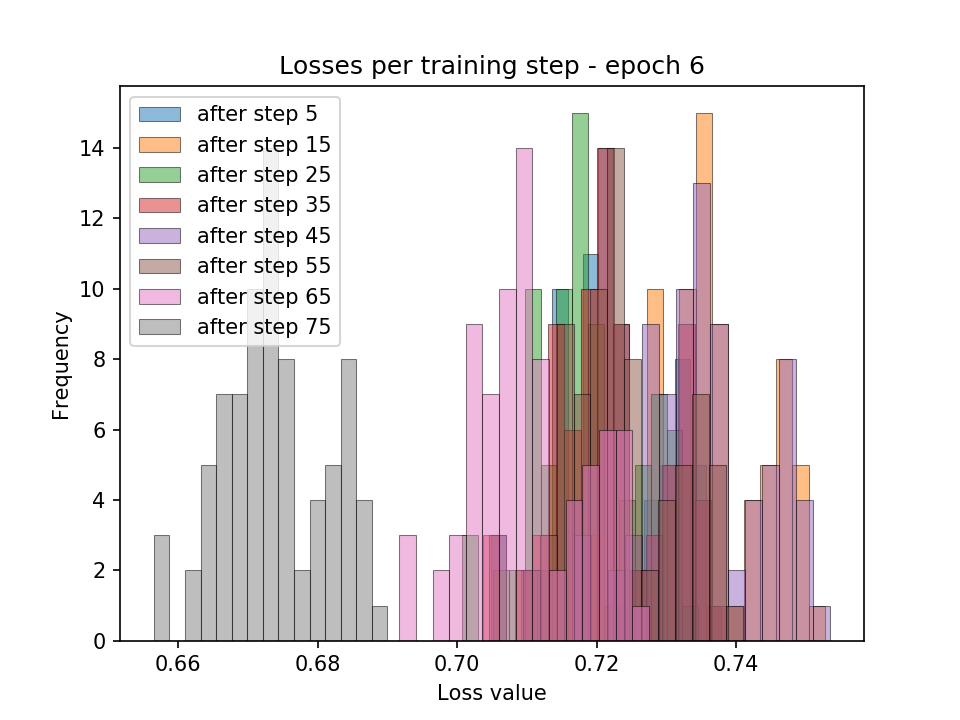 Losses per training step - epoch 6
after step 5
after step 15
after step 25
after step 35
after step 45
after step 55
after step 65
after step 75
Frequency
14
12
10
8
6
4
2
0
0.66 0.68 0.70 0.72 0.74
Loss value